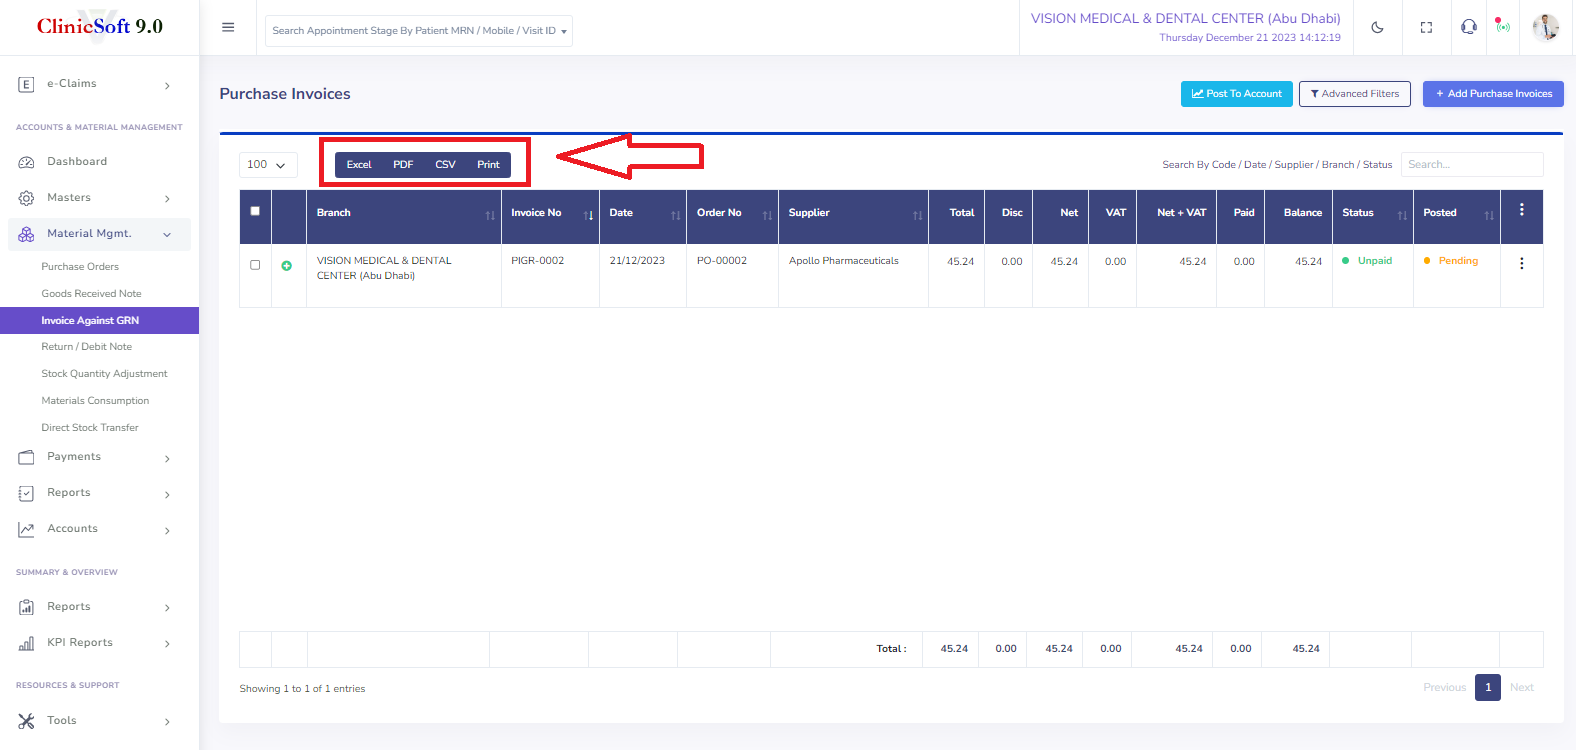 ClinicSoft 9.0
Search Appointment Stage By Patient MRN / Mobile / Visit ID
VISION MEDICAL & DENTAL CENTER (Abu Dhabi)
Thursday December 21 2023 14:12:19
e-Claims
ACCOUNTS & MATERIAL MANAGEMENT
Dashboard
Masters
Material Mgmt.
Purchase Orders
Goods Received Note
Invoice Against GRN
Return / Debit Note
Stock Quantity Adjustment
Materials Consumption
Direct Stock Transfer
Payments
Reports
Accounts
SUMMARY & OVERVIEW
Reports
KPI Reports
RESOURCES & SUPPORT
Tools
Purchase Invoices
Post To Account
Advanced Filters
+ Add Purchase Invoices
100
Excel PDF CSV Print
Search By Code / Date / Supplier / Branch / Status
Search...
Branch Invoice No Date Order No Supplier Total Disc Net VAT Net + VAT Paid Balance Status Posted
VISION MEDICAL & DENTAL PIGR-0002 21/12/2023 PO-00002 Apollo Pharmaceuticals 45.24 0.00 45.24 0.00 45.24 0.00 45.24 Unpaid Pending
CENTER (Abu Dhabi)
Total : 45.24 0.00 45.24 0.00 45.24 0.00 45.24
Showing 1 to 1 of 1 entries
Previous 1 Next